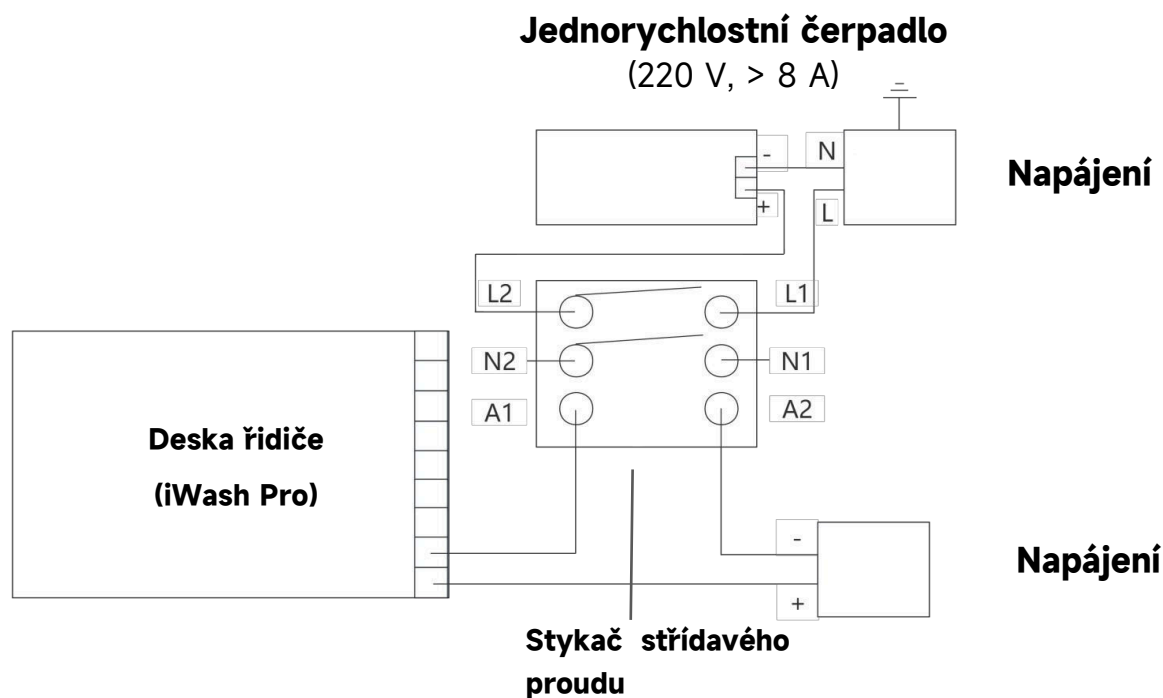 Jednorychlostní čerpadlo
(220 V, > 8 A)
- N
Napájení
+ L
L2 L1
N2 N1
A1 A2
Deska řidiče
(iWash Pro)
-
Napájení
+
Stykač střídavého
proudu